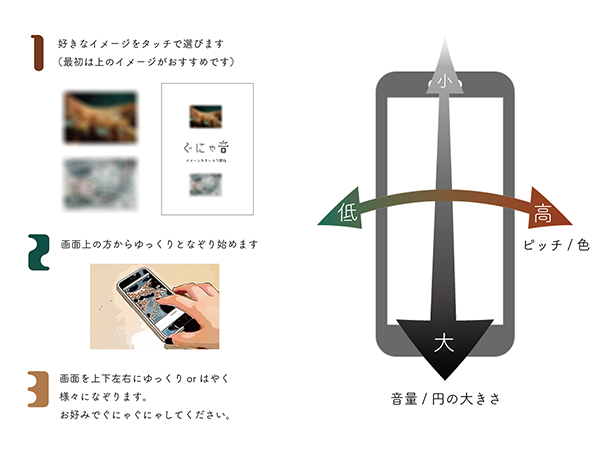 1
好きなイメージをタッチで選びます
（最初は上のイメージがおすすめです）
ぐにゃ音
2
画面上の方からゆっくりとなぞり始めます
3
画面を上下左右にゆっくり or はやく
様々になぞります。
お好みでぐにゃぐにゃしてください。
小
低
高
ピッチ / 色
大
音量 / 円の大きさ